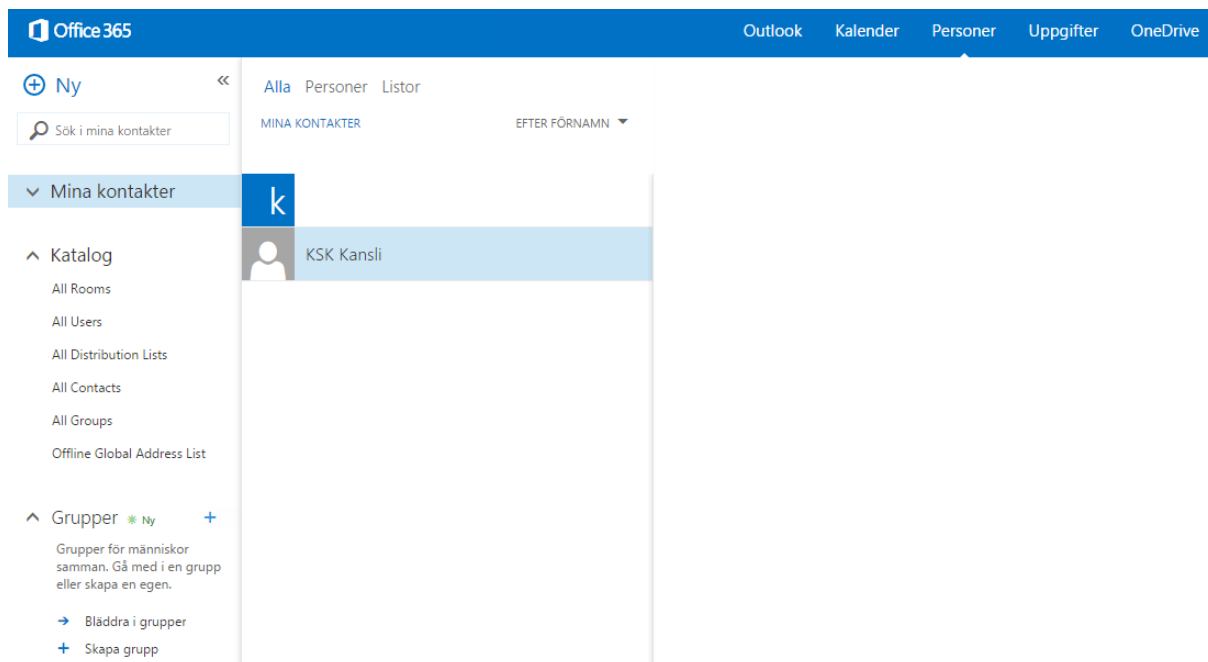 Office 365
Outlook Kalender Personer Uppgifter OneDrive
Ny
Sök i mina kontakter
Mina kontakter
Katalog
All Rooms
All Users
All Distribution Lists
All Contacts
All Groups
Offline Global Address List
Grupper Ny
Grupper för människor
samman. Gå med i en grupp
eller skapa en egen.
Bläddra i grupper
Skapa grupp
Alla Personer Listor
MINA KONTAKTER EFTER FÖRNAMN
k
KSK Kansli